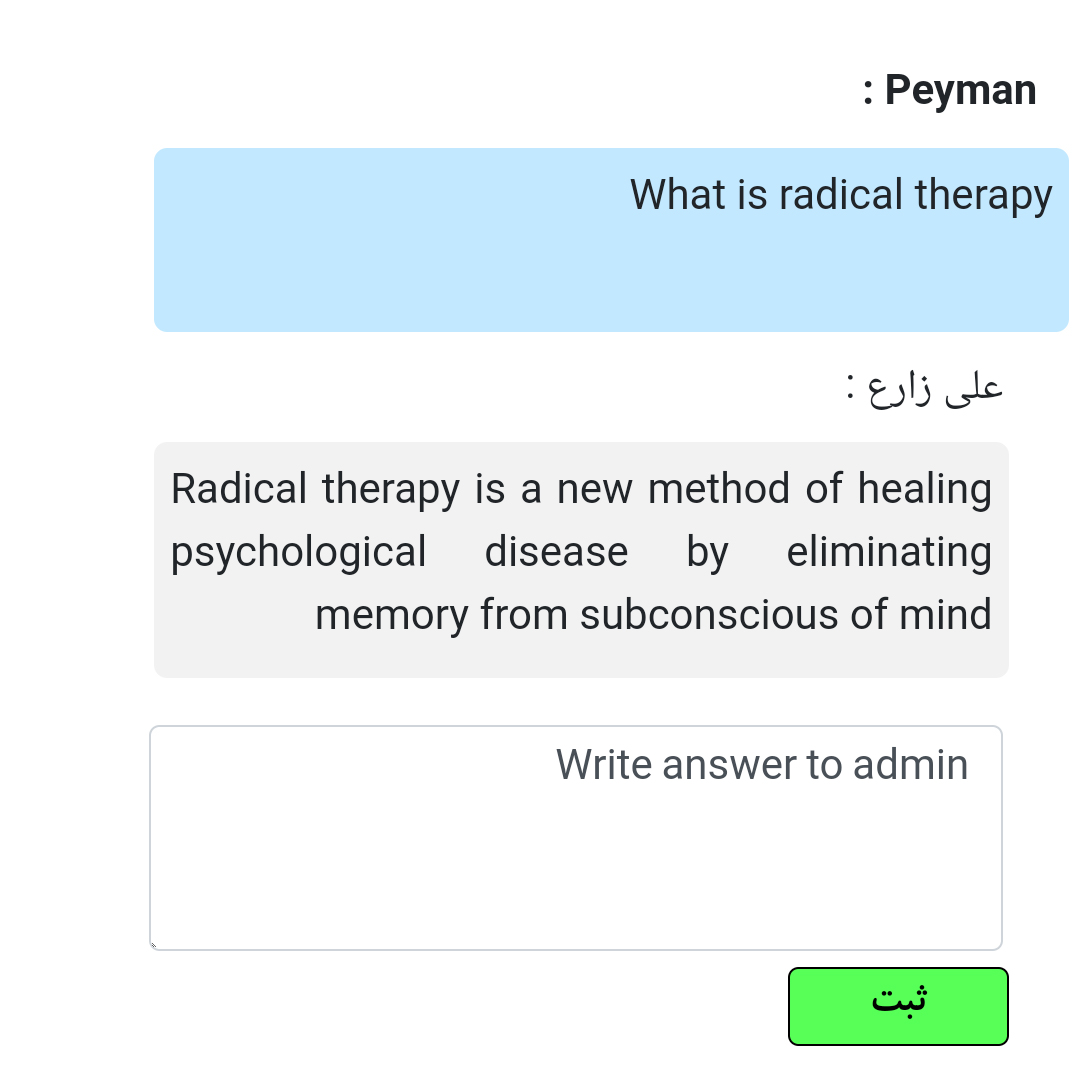 Peyman :
What is radical therapy
علی زارع :
Radical therapy is a new method of healing
psychological disease by eliminating
memory from subconscious of mind
Write answer to admin
ثبت